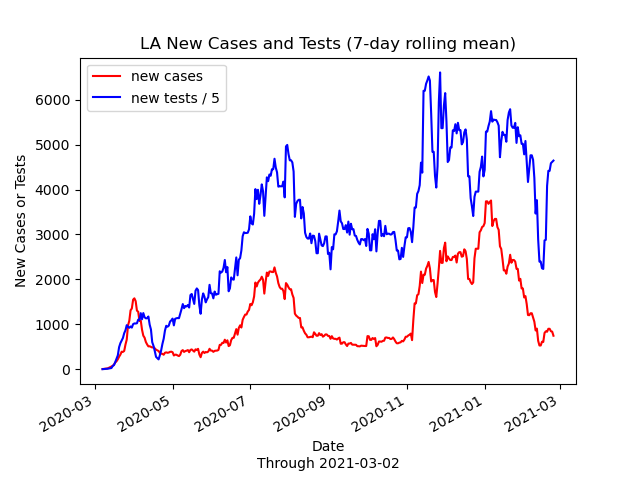 LA New Cases and Tests (7-day rolling mean)
new cases
new tests / 5
New Cases or Tests
6000
5000
4000
3000
2000
1000
0
2020-03
2020-05
2020-07
2020-09
2020-11
2021-01
2021-03
Date
Through 2021-03-02